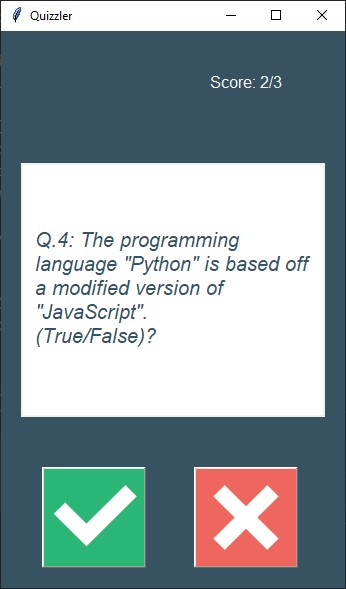 Quizzler
Score: 2/3
Q.4: The programming
language "Python" is based off
a modified version of
"JavaScript".
(True/False)?